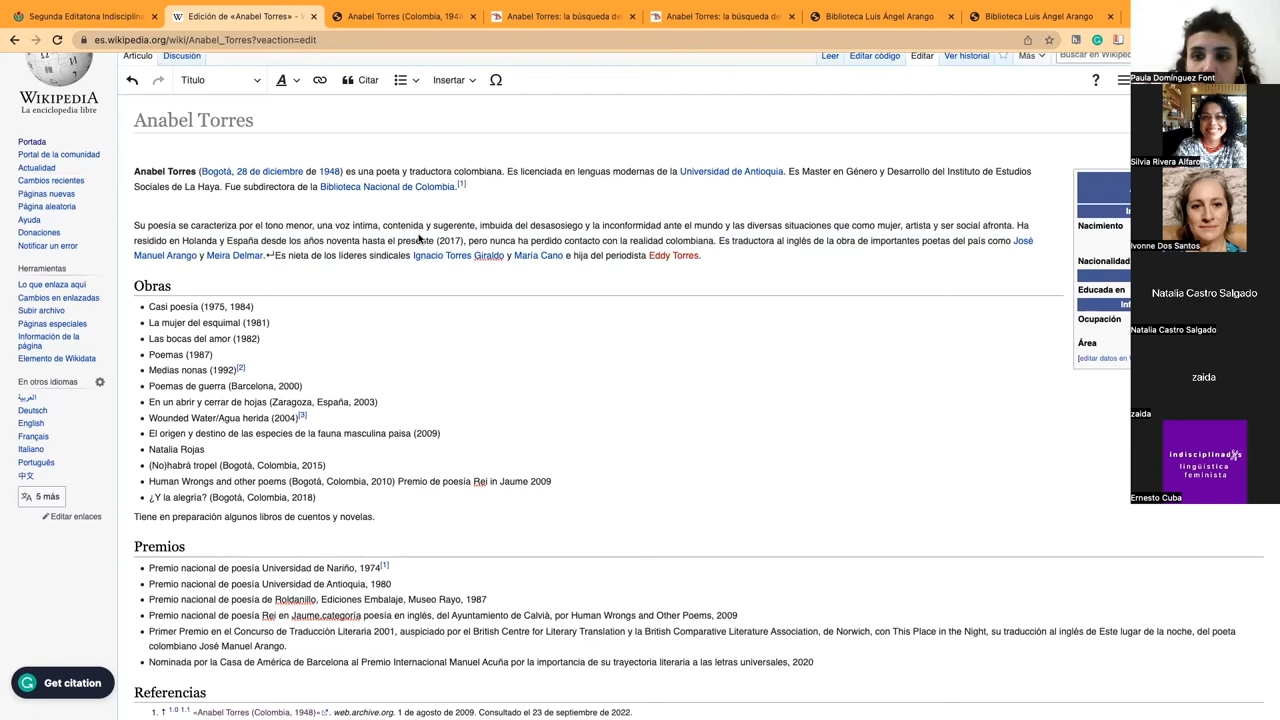 Segunda Editatona Indisciplina
Edición de «Anabel Torres» - W
Anabel Torres (Colombia, 1948
Anabel Torres: la búsqueda del
Anabel Torres: la búsqueda de
Biblioteca Luis Ángel Arango
Biblioteca Luis Ángel Arango
es.wikipedia.org/wiki/Anabel_Torres?veaction=edit
WIKIPEDIA
La enciclopedia libre
Portada
Portal de la comunidad
Actualidad
Cambios recientes
Páginas nuevas
Página aleatoria
Ayuda
Donaciones
Notificar un error
Herramientas
Lo que enlaza aquí
Cambios en enlazadas
Subir archivo
Páginas especiales
Información de la
página
Elemento de Wikidata
En otros idiomas
العربية
Deutsch
English
Français
Italiano
Português
中文
5 más
Editar enlaces
Get citation
Artículo Discusión
Leer Editar código Editar Ver historial Más
Buscar en Wikiped
Título
A
Citar
Insertar
Ω
?
Anabel Torres
Anabel Torres (Bogotá, 28 de diciembre de 1948) es una poeta y traductora colombiana. Es licenciada en lenguas modernas de la Universidad de Antioquia. Es Master en Género y Desarrollo del Instituto de Estudios
Sociales de La Haya. Fue subdirectora de la Biblioteca Nacional de Colombia.[1]
Su poesía se caracteriza por el tono menor, una voz íntima, contenida y sugerente, imbuida del desasosiego y la inconformidad ante el mundo y las diversas situaciones que como mujer, artista y ser social afronta. Ha
residido en Holanda y España desde los años noventa hasta el presente (2017), pero nunca ha perdido contacto con la realidad colombiana. Es traductora al inglés de la obra de importantes poetas del país como José
Manuel Arango y Meira Delmar.↵Es nieta de los líderes sindicales Ignacio Torres Giraldo y María Cano e hija del periodista Eddy Torres.
Obras
• Casi poesía (1975, 1984)
• La mujer del esquimal (1981)
• Las bocas del amor (1982)
• Poemas (1987)
• Medias nonas (1992)[2]
• Poemas de guerra (Barcelona, 2000)
• En un abrir y cerrar de hojas (Zaragoza, España, 2003)
• Wounded Water/Agua herida (2004)[3]
• El origen y destino de las especies de la fauna masculina paisa (2009)
• Natalia Rojas
• (No)habrá tropel (Bogotá, Colombia, 2015)
• Human Wrongs and other poems (Bogotá, Colombia, 2010) Premio de poesía Rei in Jaume 2009
• ¿Y la alegría? (Bogotá, Colombia, 2018)
Tiene en preparación algunos libros de cuentos y novelas.
Premios
• Premio nacional de poesía Universidad de Nariño, 1974[1]
• Premio nacional de poesía Universidad de Antioquia, 1980
• Premio nacional de poesía de Roldanillo, Ediciones Embalaje, Museo Rayo, 1987
• Premio nacional de poesía Rei en Jaume,categoría poesía en inglés, del Ayuntamiento de Calvià, por Human Wrongs and Other Poems, 2009
• Primer Premio en el Concurso de Traducción Literaria 2001, auspiciado por el British Centre for Literary Translation y la British Comparative Literature Association, de Norwich, con This Place in the Night, su traducción al inglés de Este lugar de la noche, del poeta
colombiano José Manuel Arango.
• Nominada por la Casa de América de Barcelona al Premio Internacional Manuel Acuña por la importancia de su trayectoria literaria a las letras universales, 2020
Referencias
1. ↑ 1.0 1.1 «Anabel Torres (Colombia, 1948)». web.archive.org. 1 de agosto de 2009. Consultado el 23 de septiembre de 2022.
Nacimiento
Nacionalidad
Educada en
Inf
Ocupación
Área
[editar datos en W
Paula Domínguez Font
Silvia Rivera Alfaro
Ivonne Dos Santos
Natalia Castro Salgado
Natalia Castro Salgado
zaida
zaida
indisciplinadxs
lingüística
feminista
Ernesto Cuba